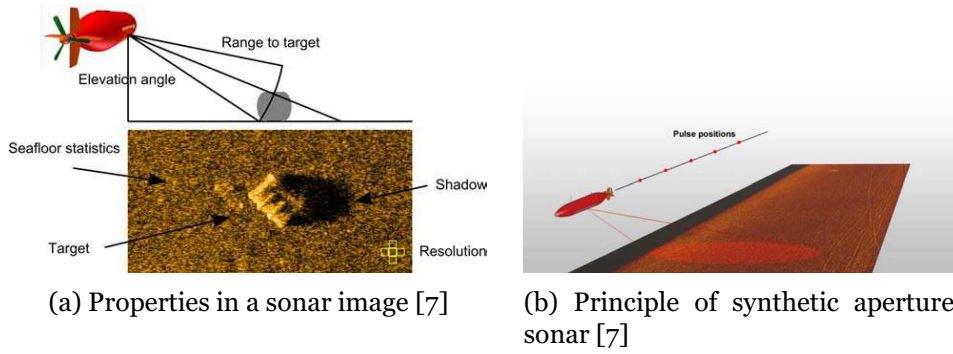 Range to target
Elevation angle
Seafloor statistics
Shadow
Target
Resolution
(a) Properties in a sonar image [7]
Pulse positions
(b) Principle of synthetic aperture
sonar [7]